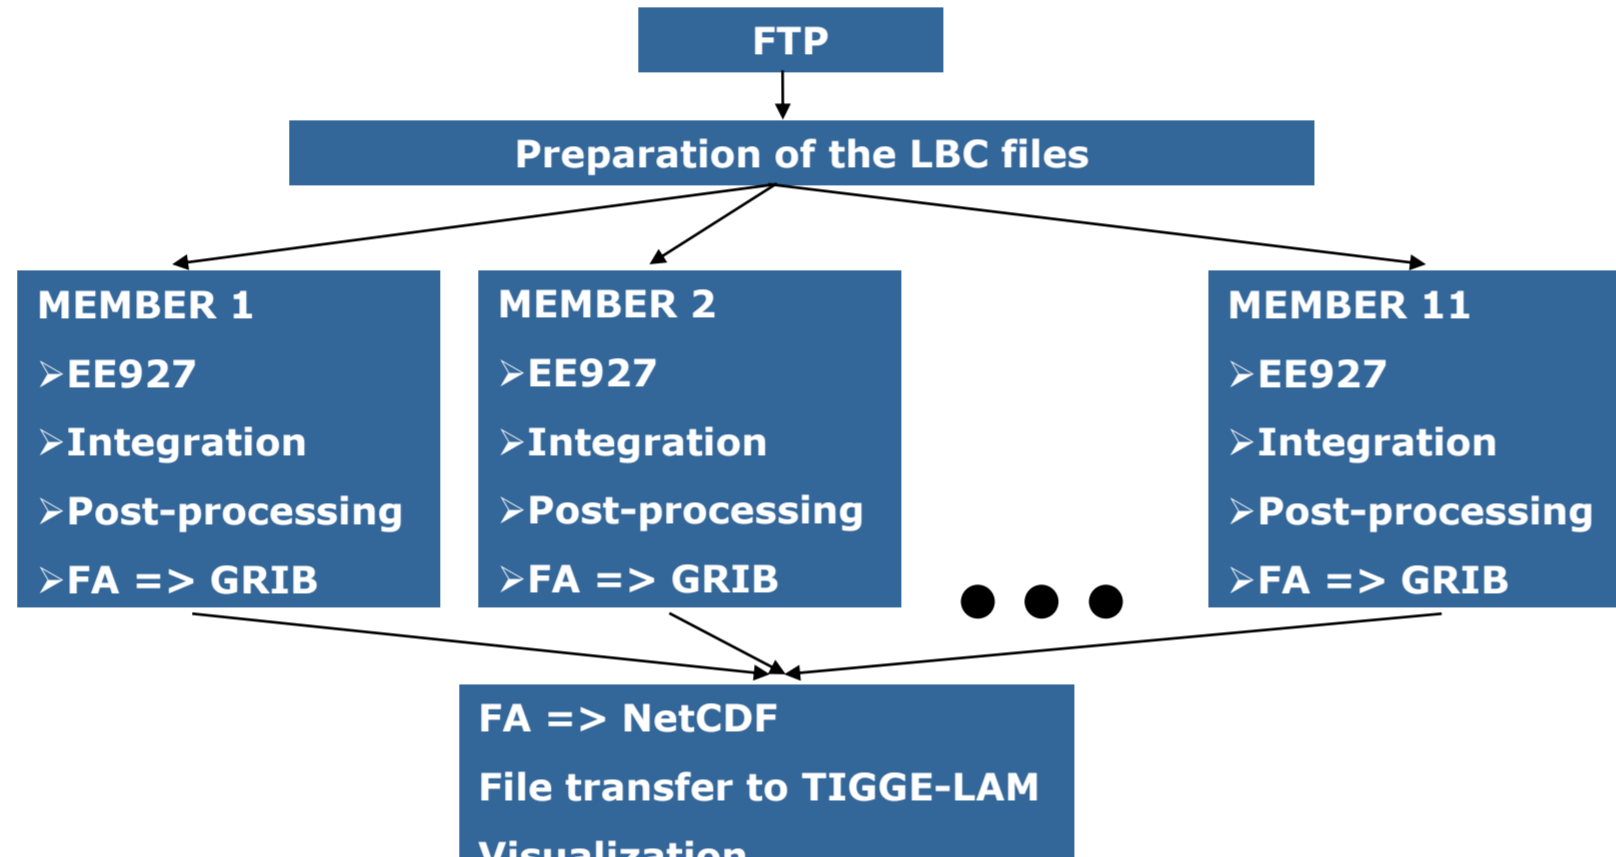 FTP
Preparation of the LBC files
MEMBER 1
➢EE927
➢Integration
➢Post-processing
➢FA => GRIB
MEMBER 2
➢EE927
➢Integration
➢Post-processing
➢FA => GRIB
MEMBER 11
➢EE927
➢Integration
➢Post-processing
➢FA => GRIB
FA => NetCDF
File transfer to TIGGE-LAM
Visualization